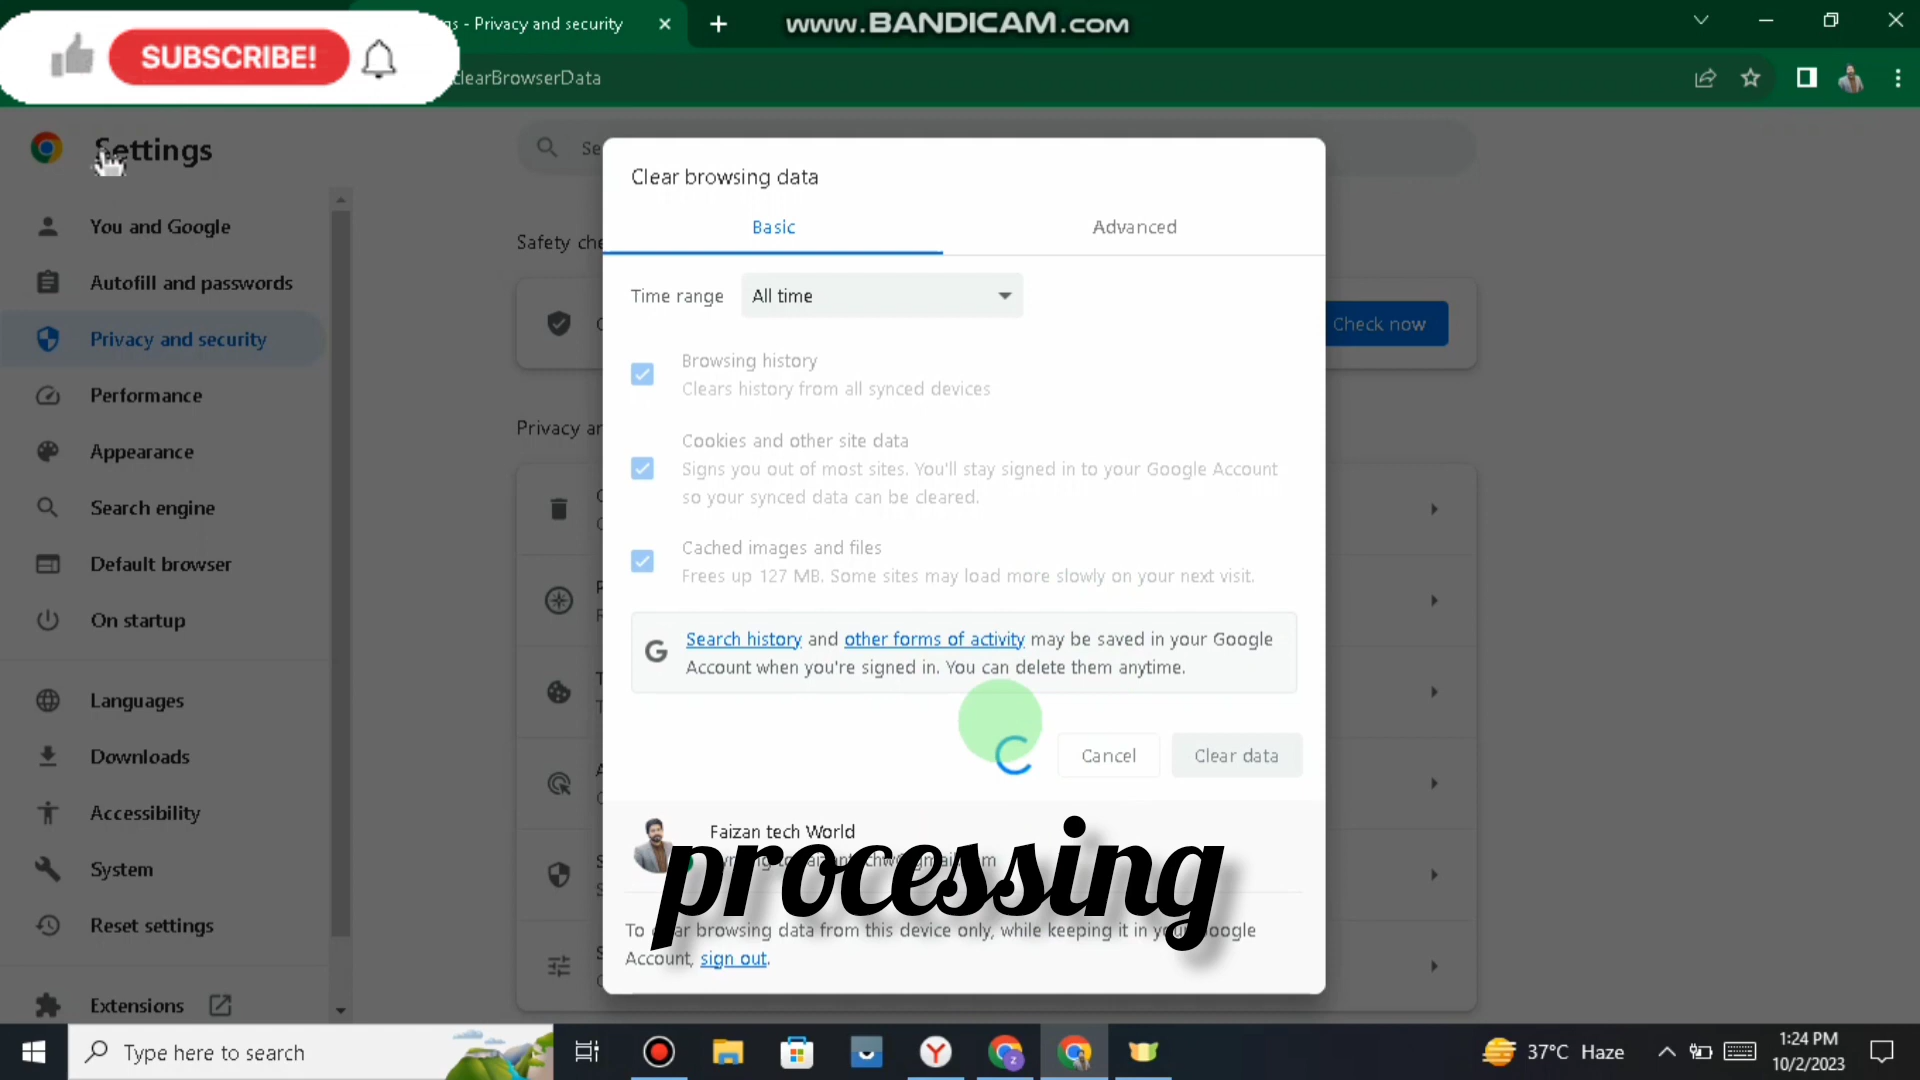 - Privacy and security
www.BANDICAM.com
SUBSCRIBE!
clearBrowserData
Settings
You and Google
Autofill and passwords
Privacy and security
Performance
Appearance
Search engine
Default browser
On startup
Languages
Downloads
Accessibility
System
Reset settings
Extensions
Se
Safety che
Check now
Privacy an
Clear browsing data
Basic
Advanced
Time range
All time
Browsing history
Clears history from all synced devices
Cookies and other site data
Signs you out of most sites. You'll stay signed in to your Google Account
so your synced data can be cleared.
Cached images and files
Frees up 127 MB. Some sites may load more slowly on your next visit.
Search history and other forms of activity may be saved in your Google
Account when you're signed in. You can delete them anytime.
Cancel
Clear data
Faizan tech World
processing
To clear browsing data from this device only, while keeping it in your Google
Account, sign out.
Type here to search
37°C Haze
1:24 PM
10/2/2023